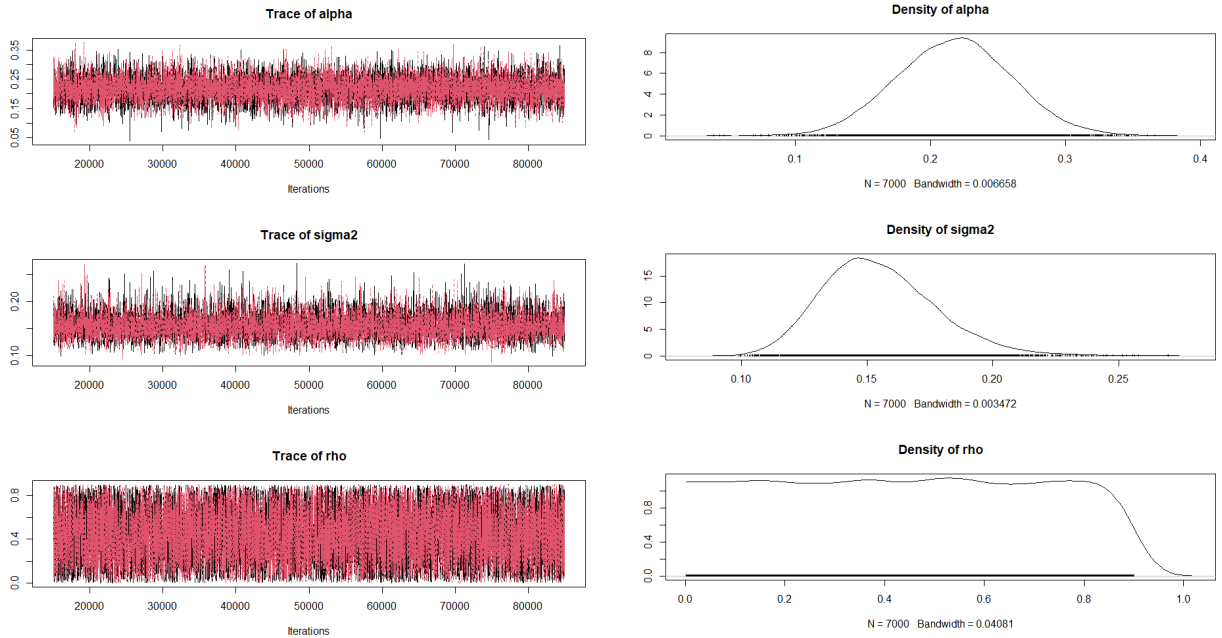 Trace of alpha
0.05 0.15 0.25 0.35
20000 30000 40000 50000 60000 70000 80000
Iterations
Density of alpha
0 2 4 6 8
0.1 0.2 0.3 0.4
N = 7000 Bandwidth = 0.006658
Trace of sigma2
0.10 0.20
20000 30000 40000 50000 60000 70000 80000
Iterations
Density of sigma2
0 5 10 15
0.10 0.15 0.20 0.25
N = 7000 Bandwidth = 0.003472
Trace of rho
0.0 0.4 0.8
20000 30000 40000 50000 60000 70000 80000
Iterations
Density of rho
0.0 0.4 0.8
0.0 0.2 0.4 0.6 0.8 1.0
N = 7000 Bandwidth = 0.04081